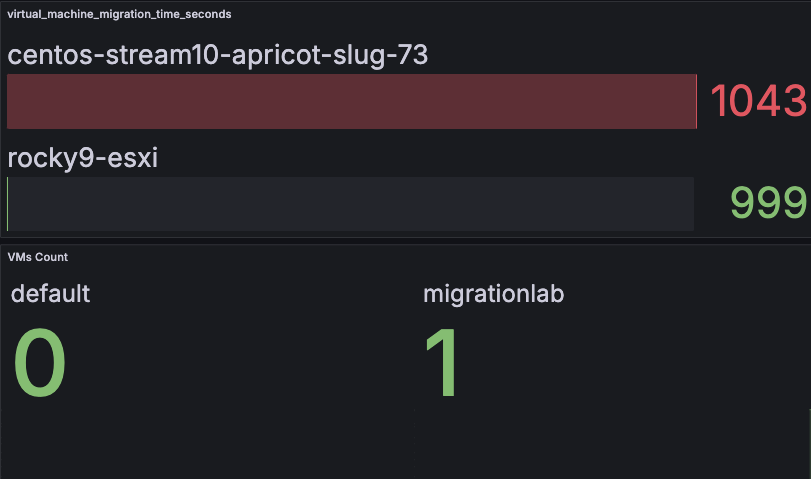 virtual_machine_migration_time_seconds
centos-stream10-apricot-slug-73
1043
rocky9-esxi
999
VMs Count
default migrationlab
0 1